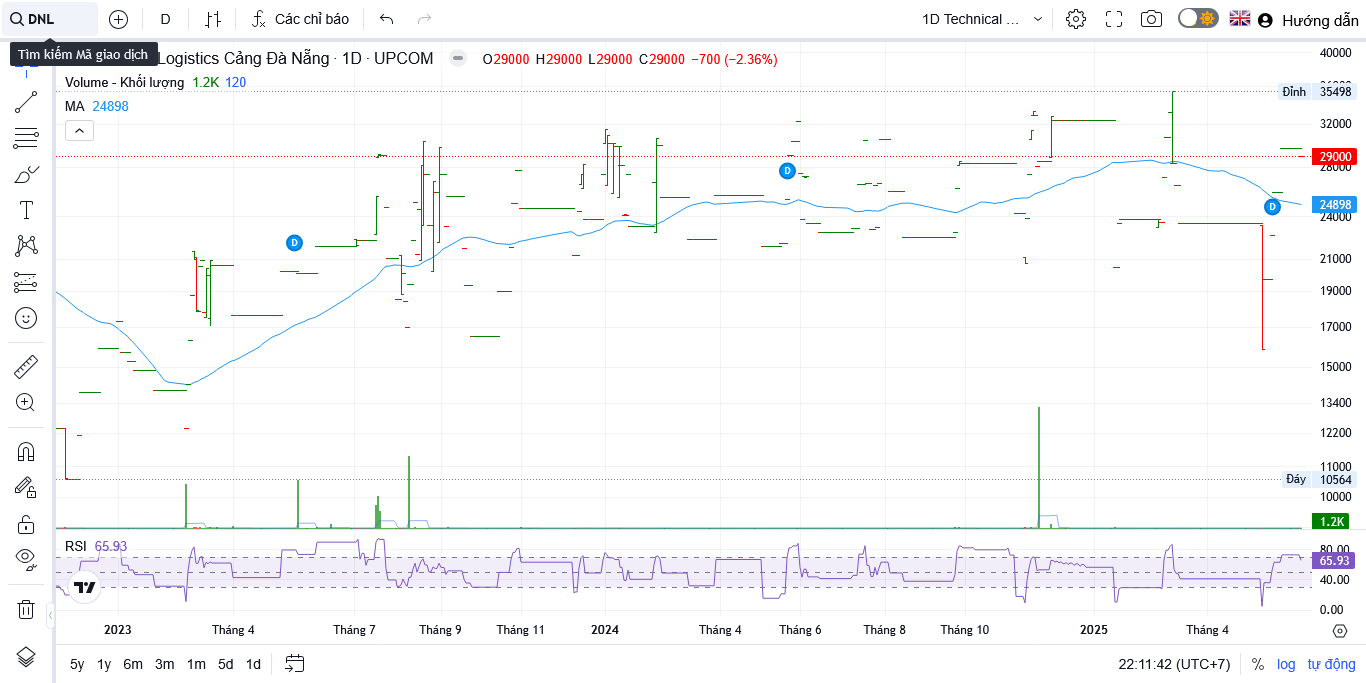 DNL D Các chỉ báo 1D Technical ... Hướng dẫn
Tìm kiếm Mã giao dịch
Logistics Cảng Đà Nẵng · 1D · UPCOM O29000 H29000 L29000 C29000 −700 (−2.36%)
Volume - Khối lượng 1.2K 120
MA 24898
40000
Đỉnh 35498
32000
29000
28000
24898
24000
21000
19000
17000
15000
13400
12200
11000
Đáy 10564
10000
1.2K
D
D
D
RSI 65.93
80.00
65.93
40.00
0.00
2023 Tháng 4 Tháng 7 Tháng 9 Tháng 11 2024 Tháng 4 Tháng 6 Tháng 8 Tháng 10 2025 Tháng 4
5y 1y 6m 3m 1m 5d 1d 22:11:42 (UTC+7) % log tự động